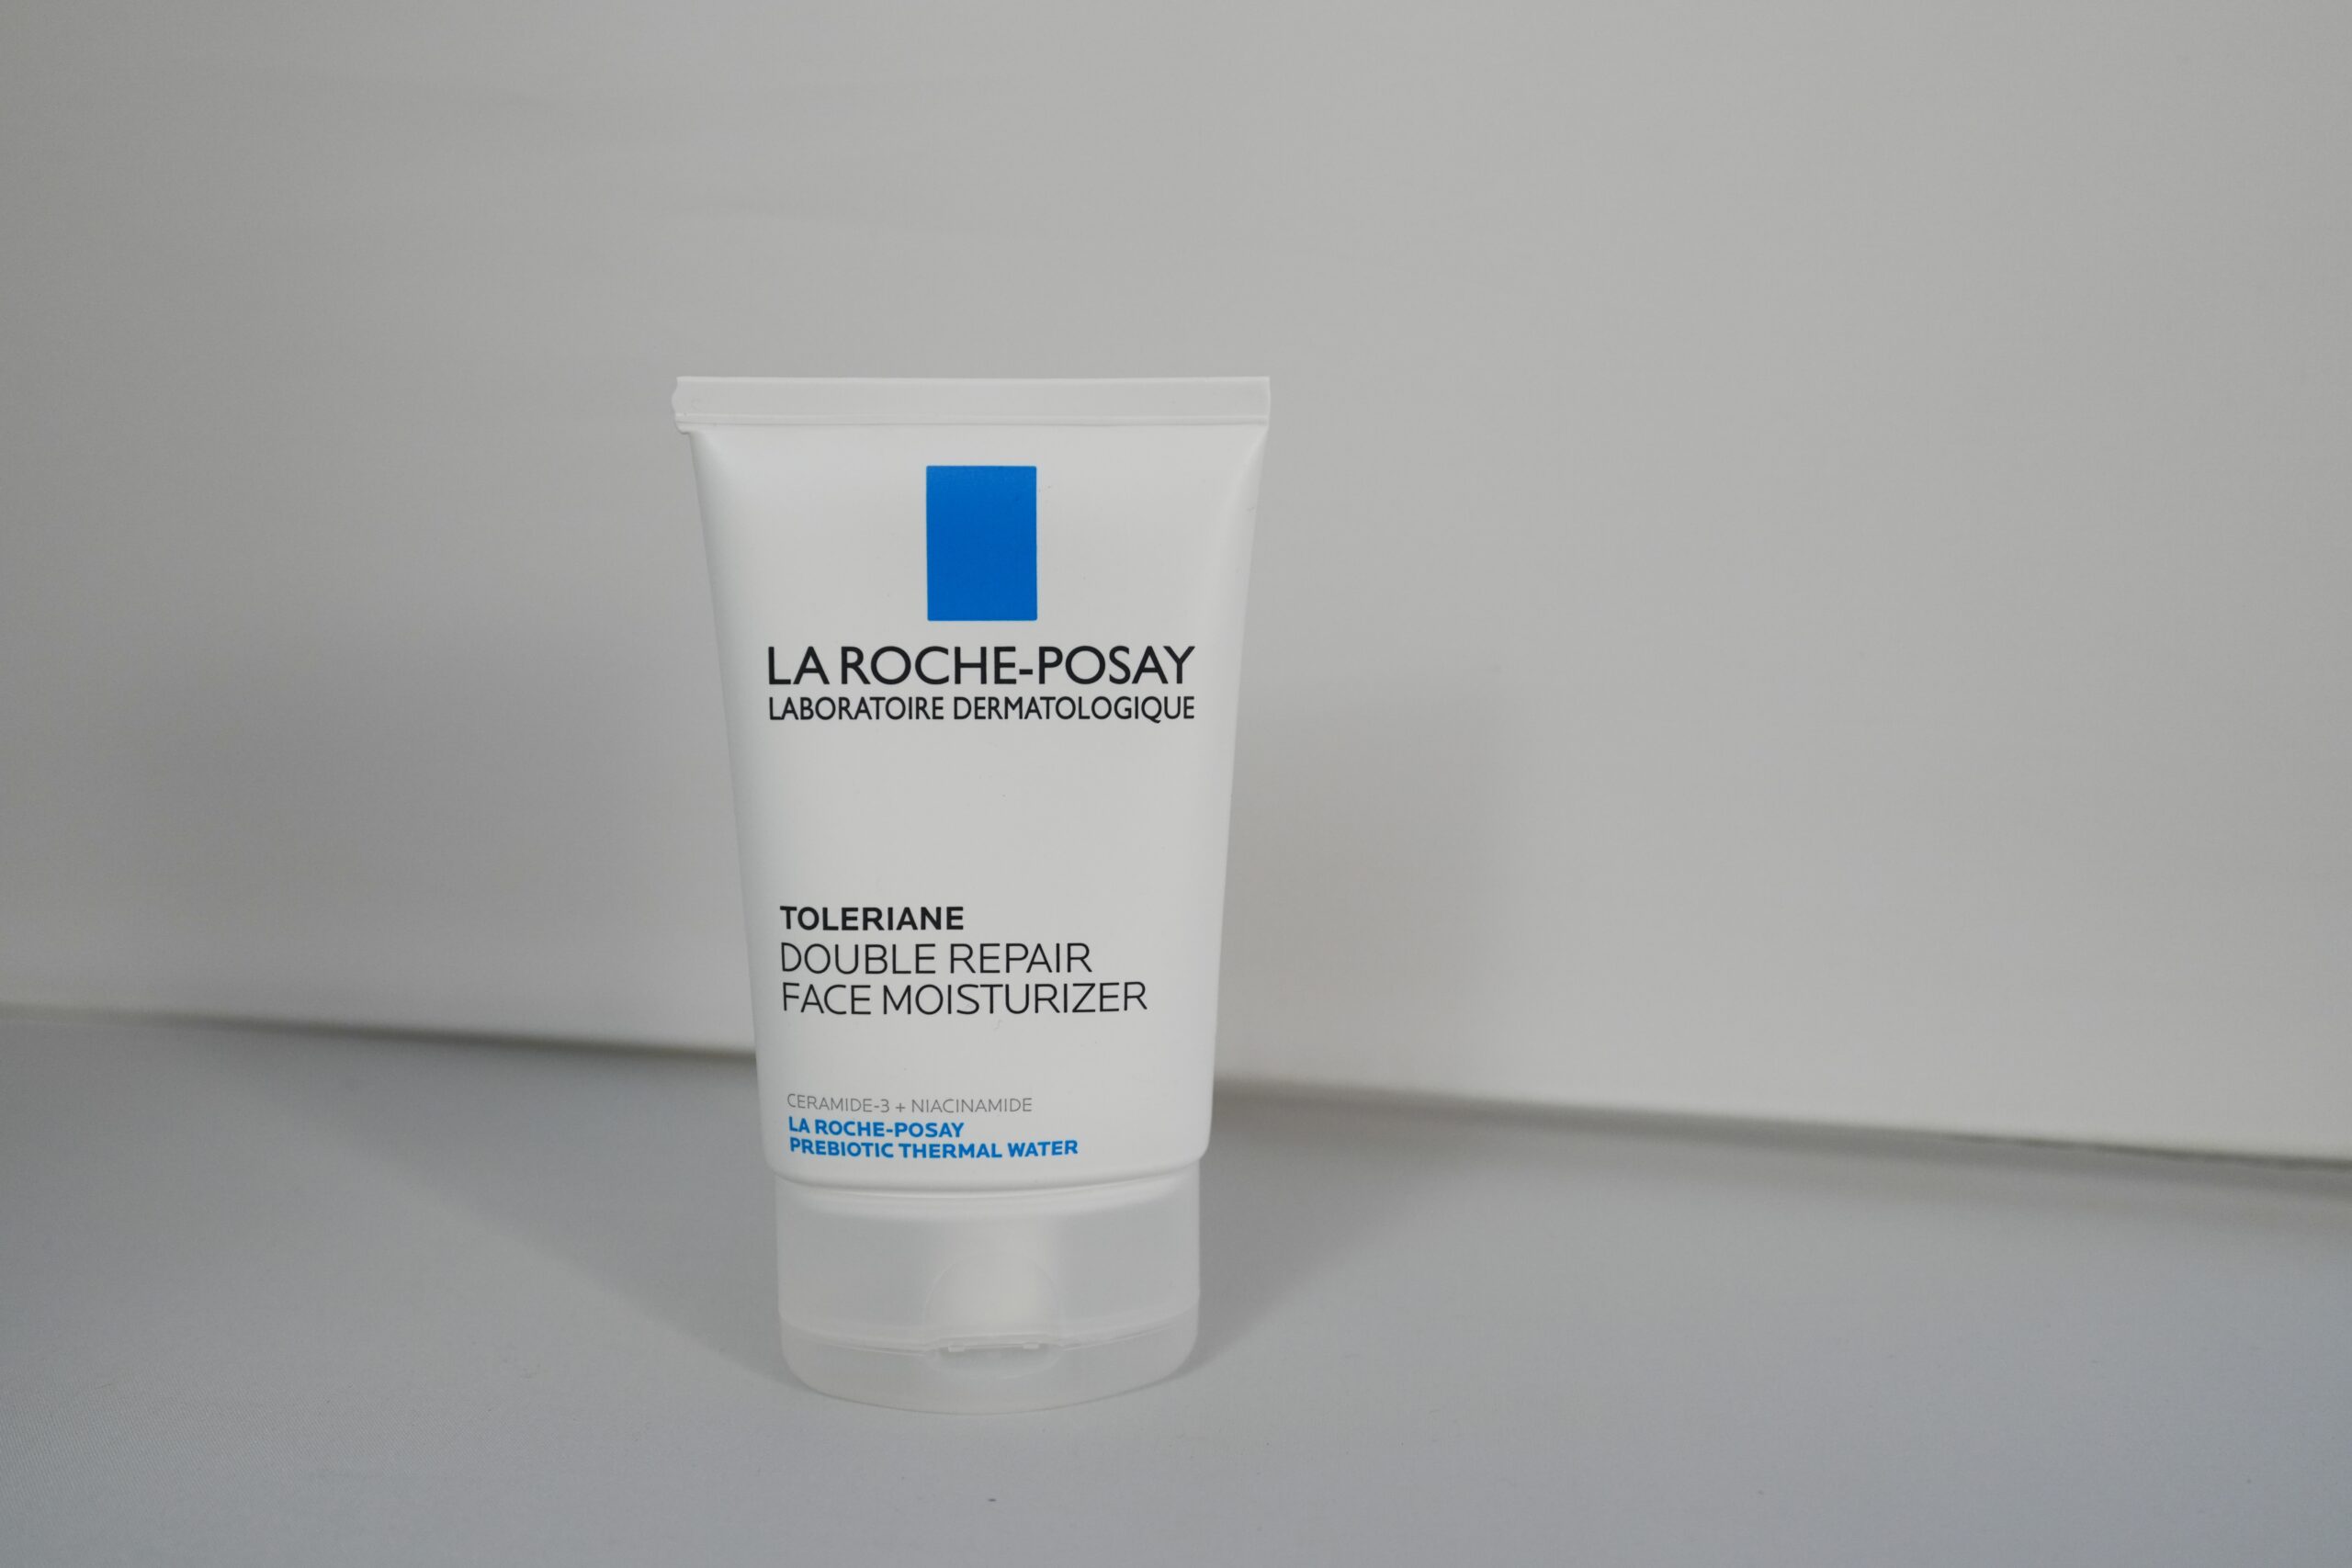 LA ROCHE-POSAY
LABORATOIRE DERMATOLOGIQUE
TOLERIANE
DOUBLE REPAIR
FACE MOISTURIZER
CERAMIDE-3 + NIACINAMIDE
LA ROCHE-POSAY
PREBIOTIC THERMAL WATER